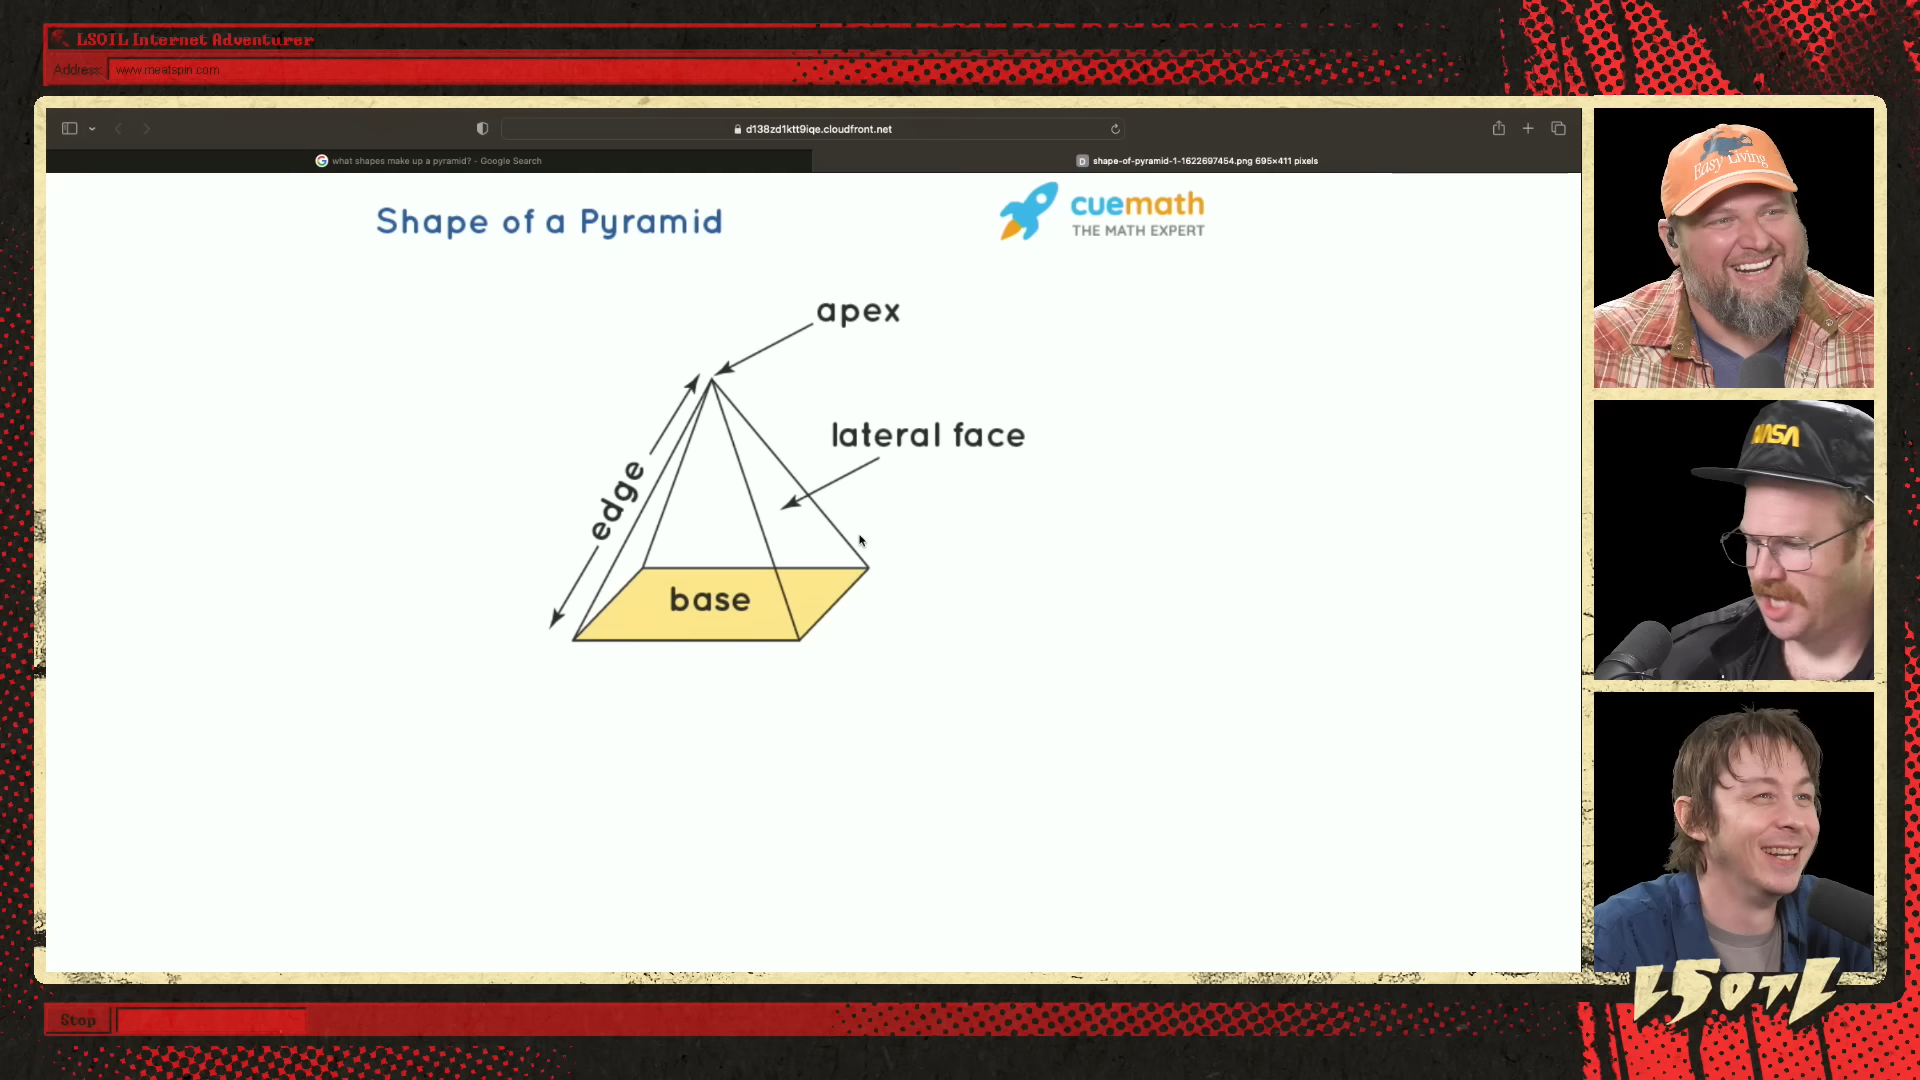 LSOTL Internet Adventurer
Address: www.meatspin.com
d138zd1ktt9iqe.cloudfront.net
what shapes make up a pyramid? - Google Search
D shape-of-pyramid-1-1622697454.png 695×411 pixels
Shape of a Pyramid
cuemath
THE MATH EXPERT
apex
lateral face
edge
base
Easy Living
NASA
LSOTL
Stop